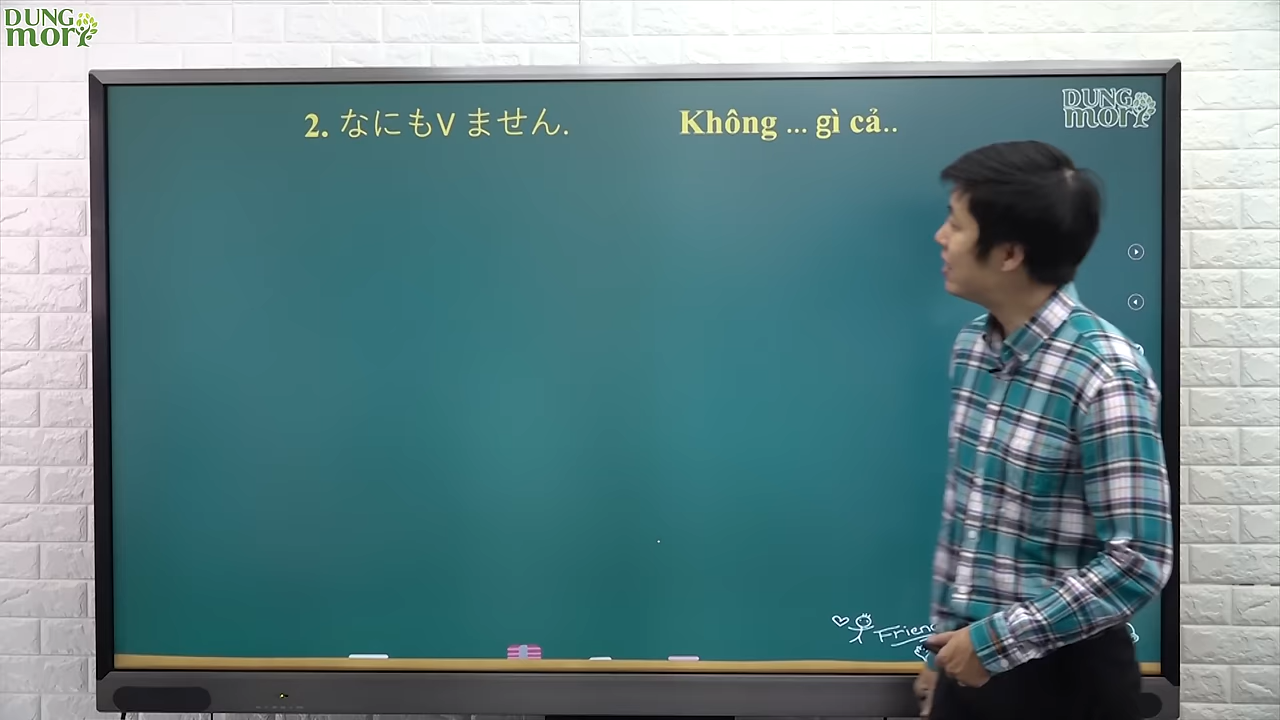 DUNG
mori
2. なにもV ません.
Không ... gì cả..
DUNG
mori